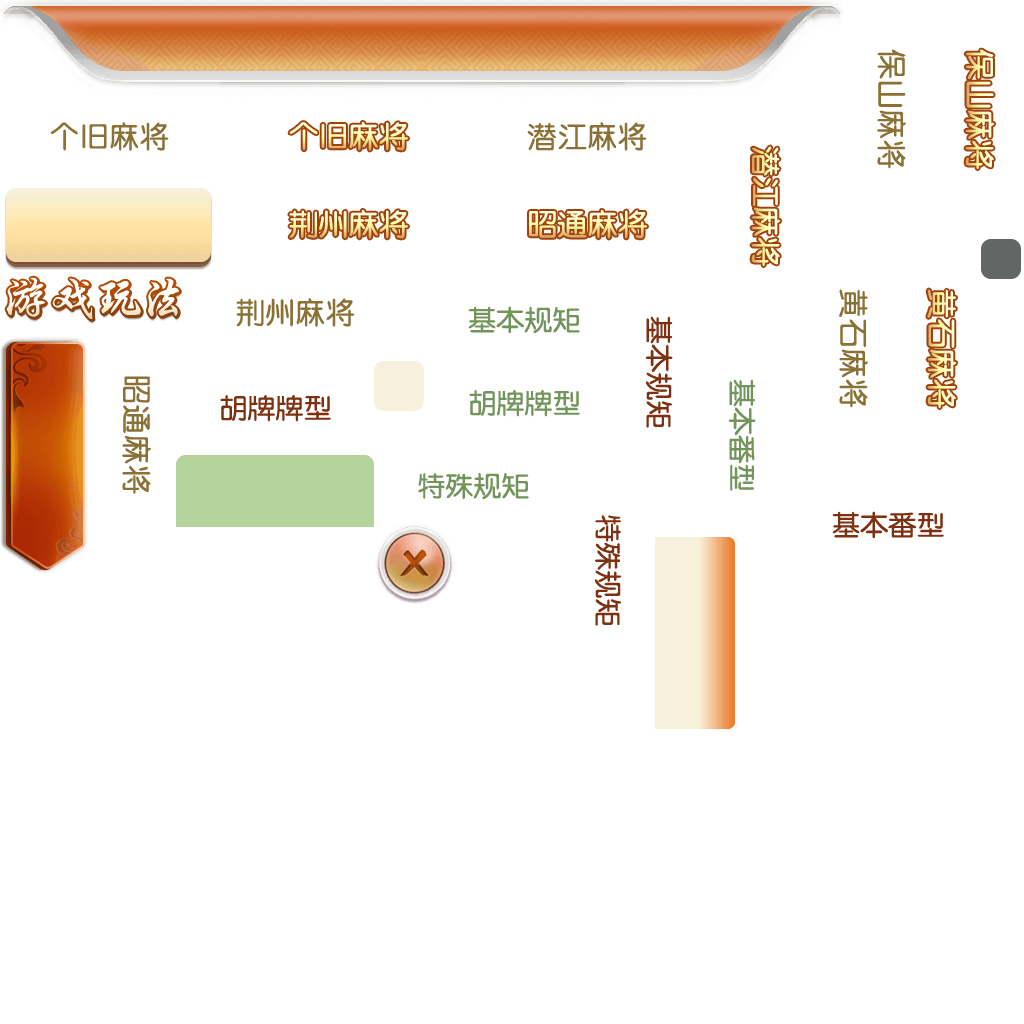 保山麻将
保山麻将
个旧麻将
个旧麻将
潜江麻将
潜江麻将
荆州麻将
昭通麻将
游戏玩法
荆州麻将
基本规矩
基本规矩
黄石麻将
黄石麻将
昭通麻将
胡牌牌型
胡牌牌型
基本番型
特殊规矩
特殊规矩
基本番型